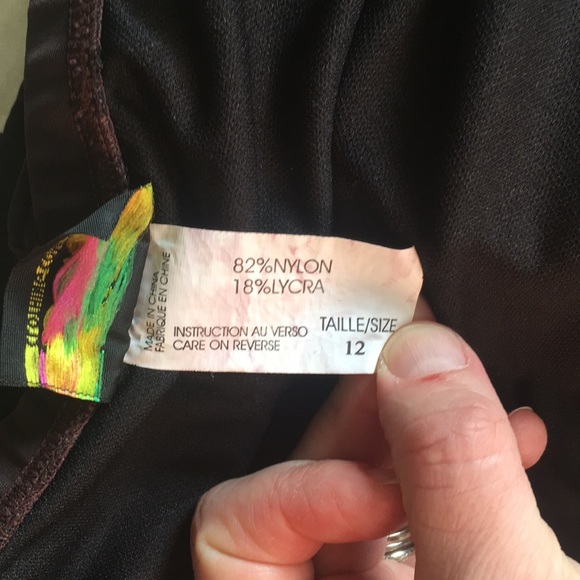 82%NYLON
18%LYCRA
MADE IN CHINA
FABRIQUE EN CHINE
INSTRUCTION AU VERSO
CARE ON REVERSE
TAILLE/SIZE
12